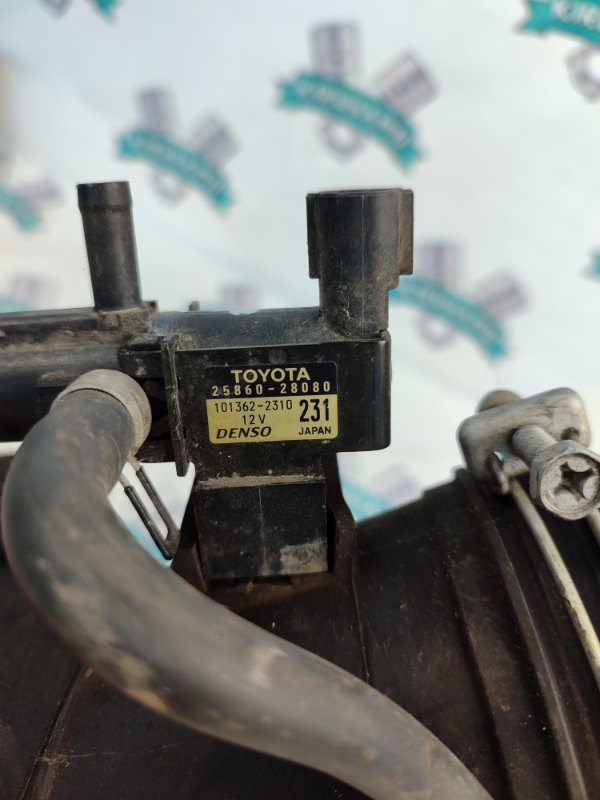 TOYOTA
25860-28080
101362-2310 231
12V
DENSO JAPAN